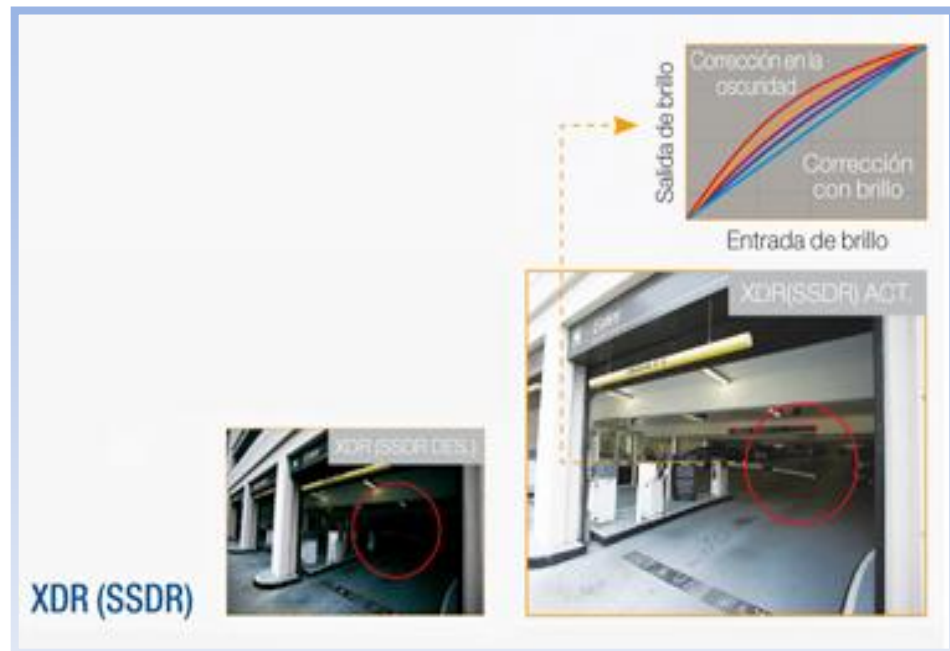 Corrección en la
oscuridad
Salida de brillo
Corrección
con brillo
Entrada de brillo
XDR(SSDR) ACT.
XDR (SSDR DES.)
XDR (SSDR)